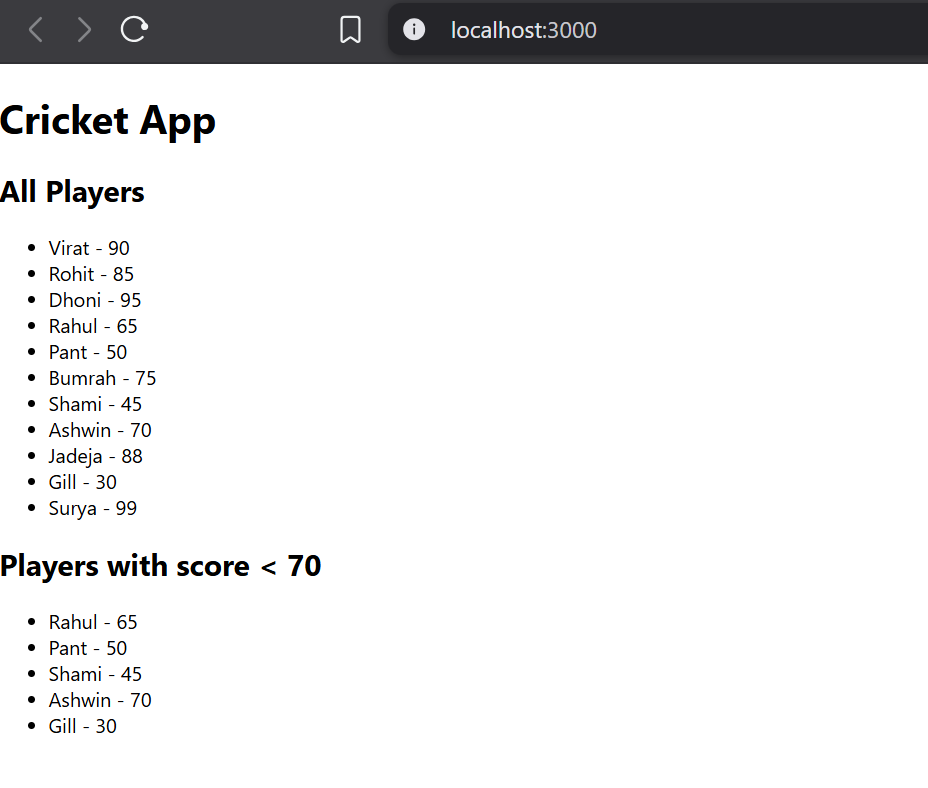 localhost:3000
Cricket App
All Players
Virat - 90
Rohit - 85
Dhoni - 95
Rahul - 65
Pant - 50
Bumrah - 75
Shami - 45
Ashwin - 70
Jadeja - 88
Gill - 30
Surya - 99
Players with score < 70
Rahul - 65
Pant - 50
Shami - 45
Ashwin - 70
Gill - 30